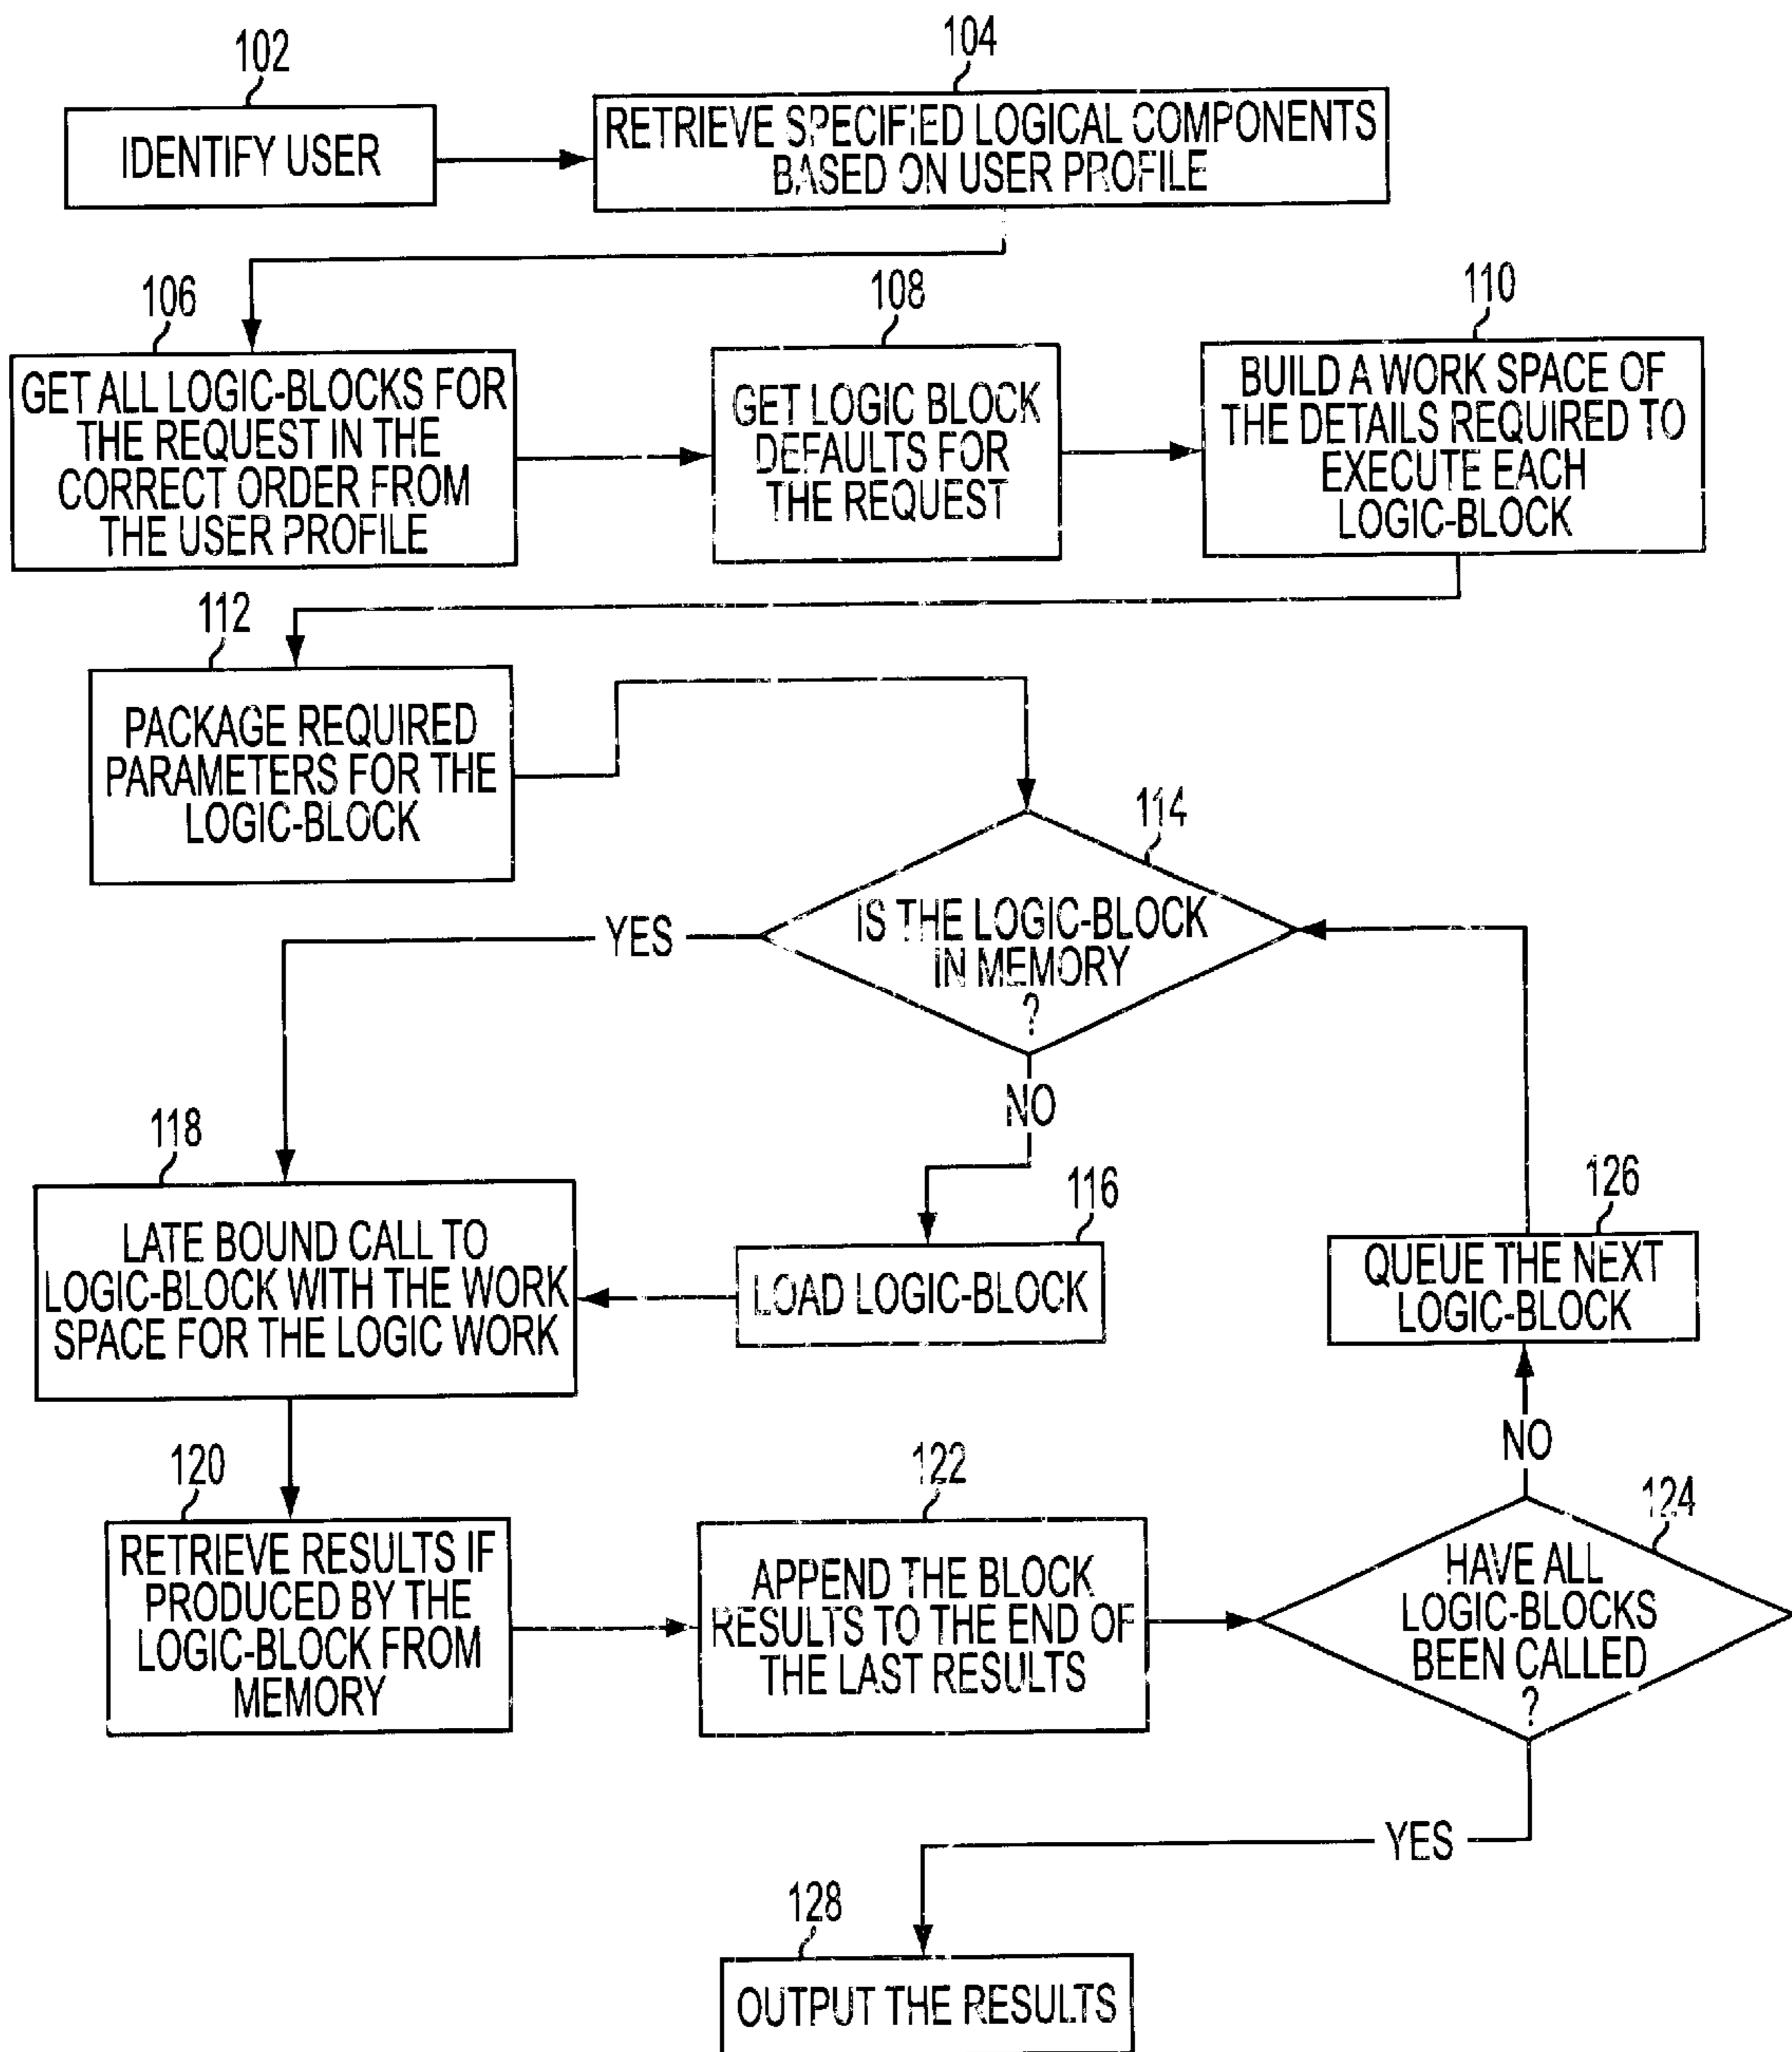 102
IDENTIFY USER
104
RETRIEVE SPECIFIED LOGICAL COMPONENTS
BASED ON USER PROFILE
106
GET ALL LOGIC-BLOCKS FOR
THE REQUEST IN THE
CORRECT ORDER FROM
THE USER PROFILE
108
GET LOGIC BLOCK
DEFAULTS FOR
THE REQUEST
110
BUILD A WORK SPACE OF
THE DETAILS REQUIRED TO
EXECUTE EACH
LOGIC-BLOCK
112
PACKAGE REQUIRED
PARAMETERS FOR THE
LOGIC-BLOCK
114
IS THE LOGIC-BLOCK
IN MEMORY
?
YES
NO
116
LOAD LOGIC-BLOCK
118
LATE BOUND CALL TO
LOGIC-BLOCK WITH THE WORK
SPACE FOR THE LOGIC WORK
120
RETRIEVE RESULTS IF
PRODUCED BY THE
LOGIC-BLOCK FROM
MEMORY
122
APPEND THE BLOCK
RESULTS TO THE END OF
THE LAST RESULTS
124
HAVE ALL
LOGIC-BLOCKS
BEEN CALLED
?
NO
126
QUEUE THE NEXT
LOGIC-BLOCK
YES
128
OUTPUT THE RESULTS